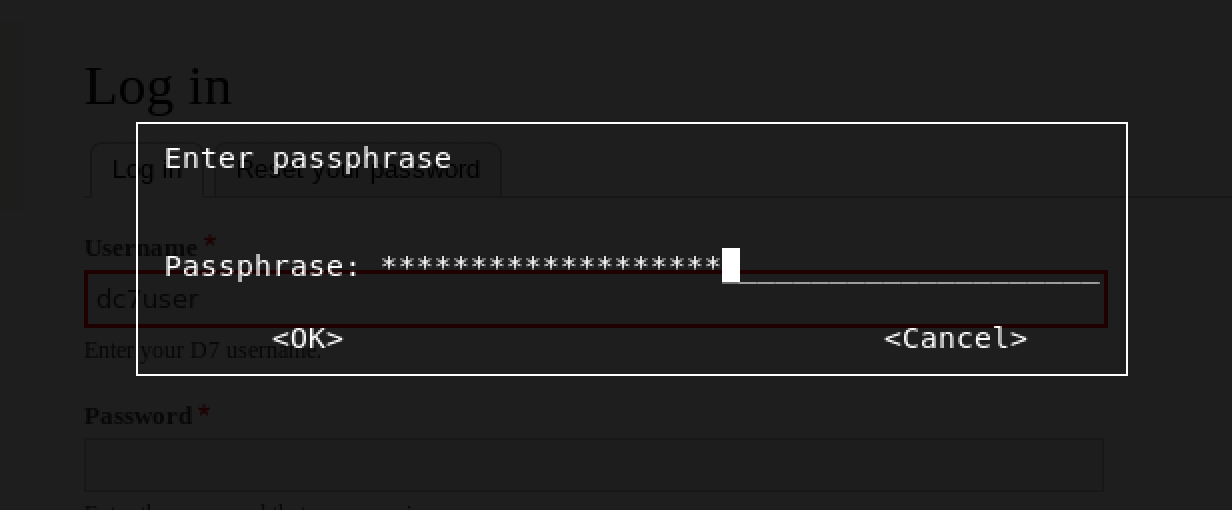 Log in
Enter passphrase
Log in Reset your password
Username *
Passphrase: *******************
dc7user
<OK> <Cancel>
Enter your D7 username.
Password *